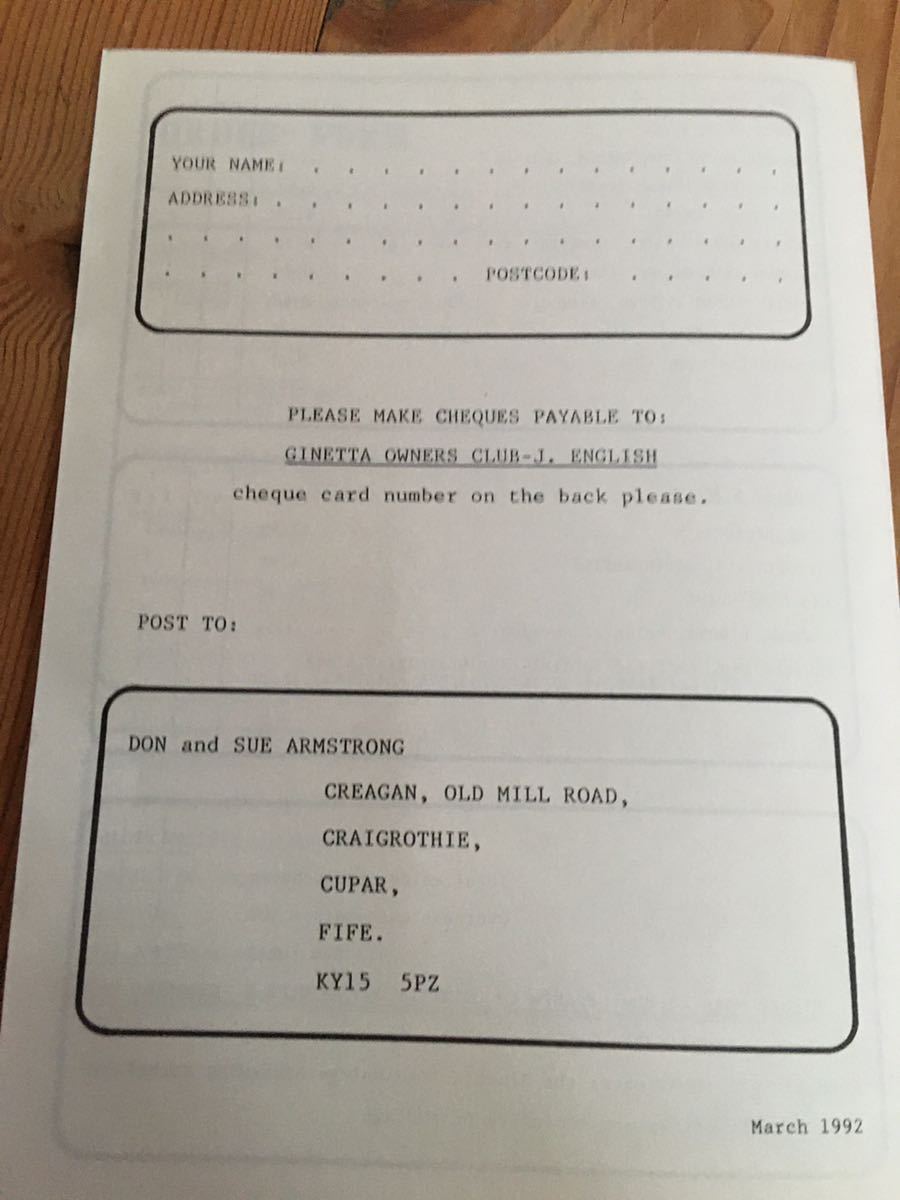 YOUR NAME: . . . . . . . . . . . . . .
ADDRESS: . . . . . . . . . . . . . . .
. . . . . . . . . . . . . . . . . .
. . . . . . . . . POSTCODE: . . . . .
PLEASE MAKE CHEQUES PAYABLE TO:
GINETTA OWNERS CLUB-J. ENGLISH
cheque card number on the back please.
POST TO:
DON and SUE ARMSTRONG
CREAGAN, OLD MILL ROAD,
CRAIGROTHIE,
CUPAR,
FIFE.
KY15 5PZ
March 1992